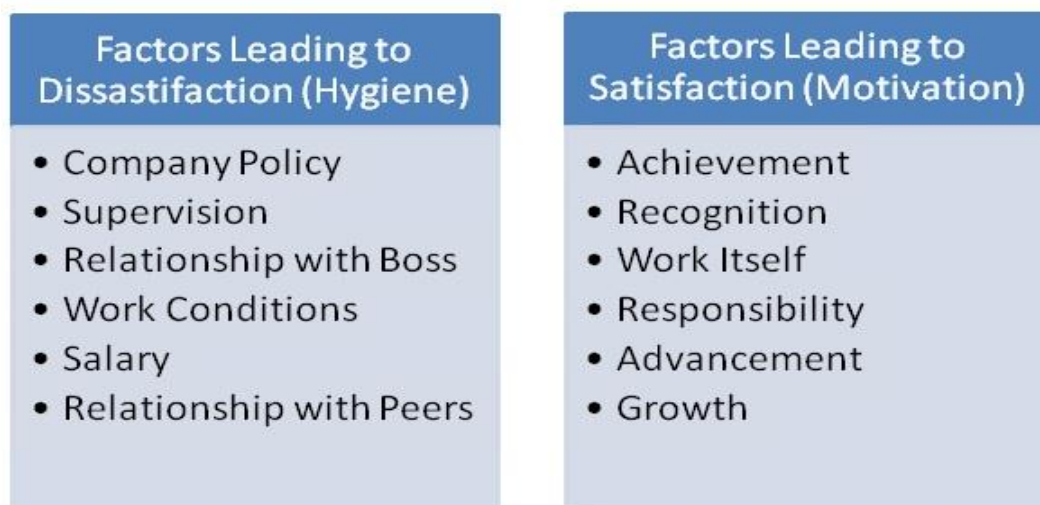 Factors Leading to
Dissastifaction (Hygiene)
• Company Policy
• Supervision
• Relationship with Boss
• Work Conditions
• Salary
• Relationship with Peers
Factors Leading to
Satisfaction (Motivation)
• Achievement
• Recognition
• Work Itself
• Responsibility
• Advancement
• Growth